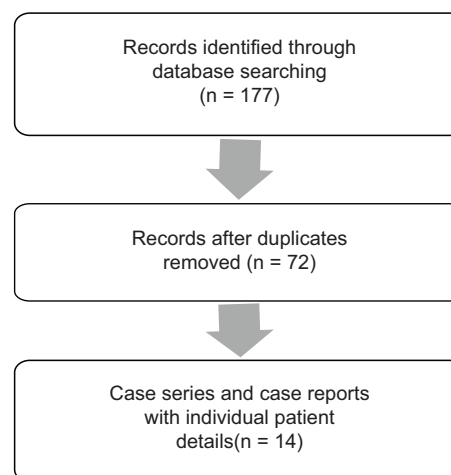 Records identified through
database searching
(n = 177)
Records after duplicates
removed (n = 72)
Case series and case reports
with individual patient
details(n = 14)